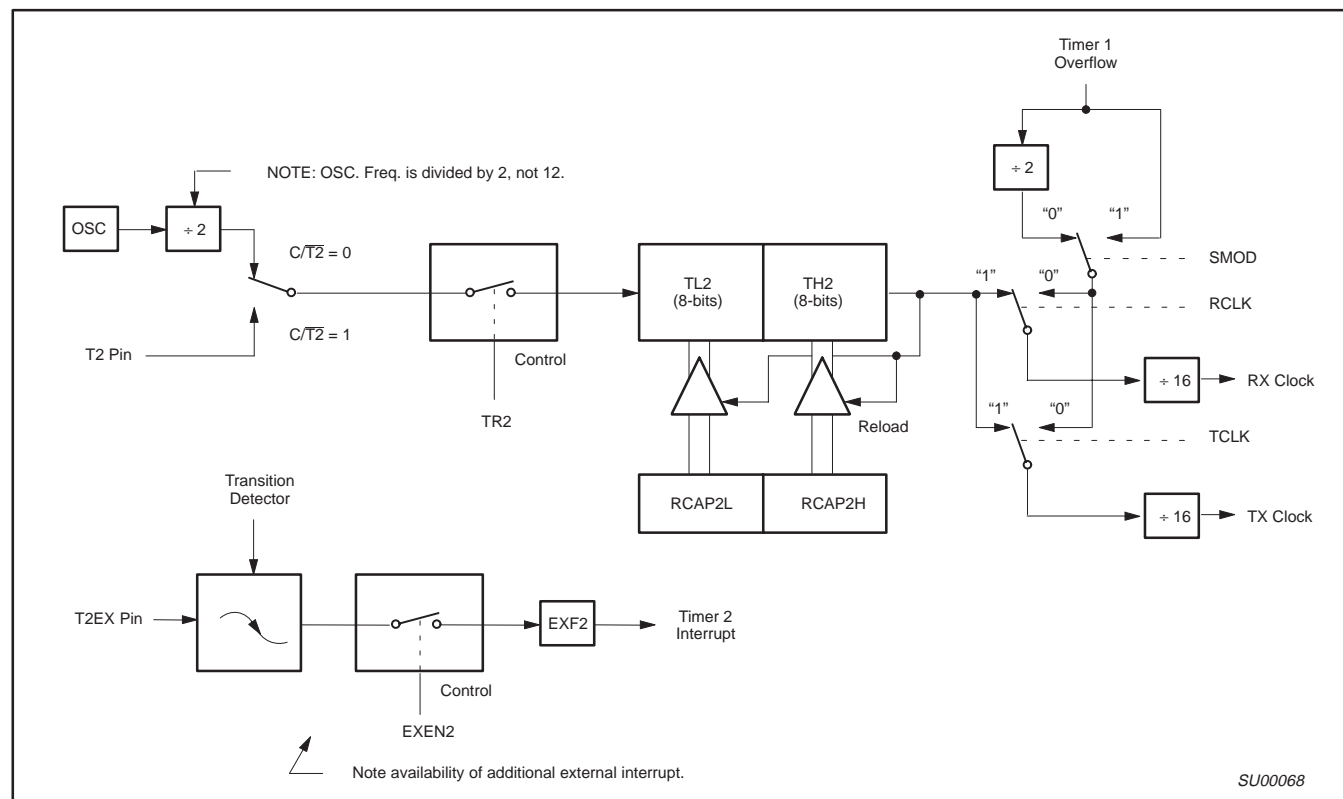 Timer 1
Overflow
NOTE: OSC. Freq. is divided by 2, not 12.
÷ 2
OSC
÷ 2
"0"
"1"
C/T2 = 0
SMOD
TL2
(8-bits)
TH2
(8-bits)
"1"
"0"
RCLK
C/T2 = 1
T2 Pin
Control
÷ 16
RX Clock
TR2
Reload
"1"
"0"
TCLK
Transition
Detector
RCAP2L
RCAP2H
÷ 16
TX Clock
T2EX Pin
EXF2
Timer 2
Interrupt
Control
EXEN2
Note availability of additional external interrupt.
SU00068